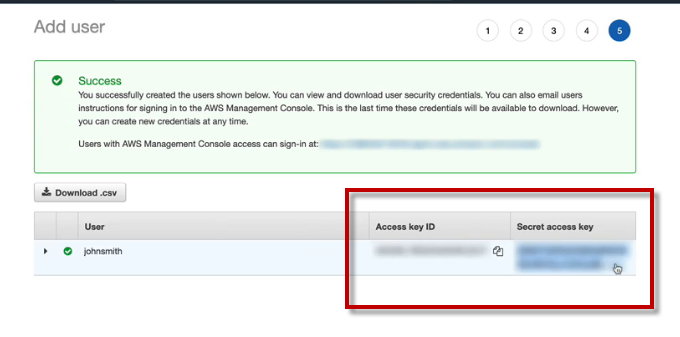 Add user
1 2 3 4 5
Success
You successfully created the users shown below. You can view and download user security credentials. You can also email users
instructions for signing in to the AWS Management Console. This is the last time these credentials will be available to download. However,
you can create new credentials at any time.
Users with AWS Management Console access can sign-in at:
Download .csv
User Access key ID Secret access key
johnsmith